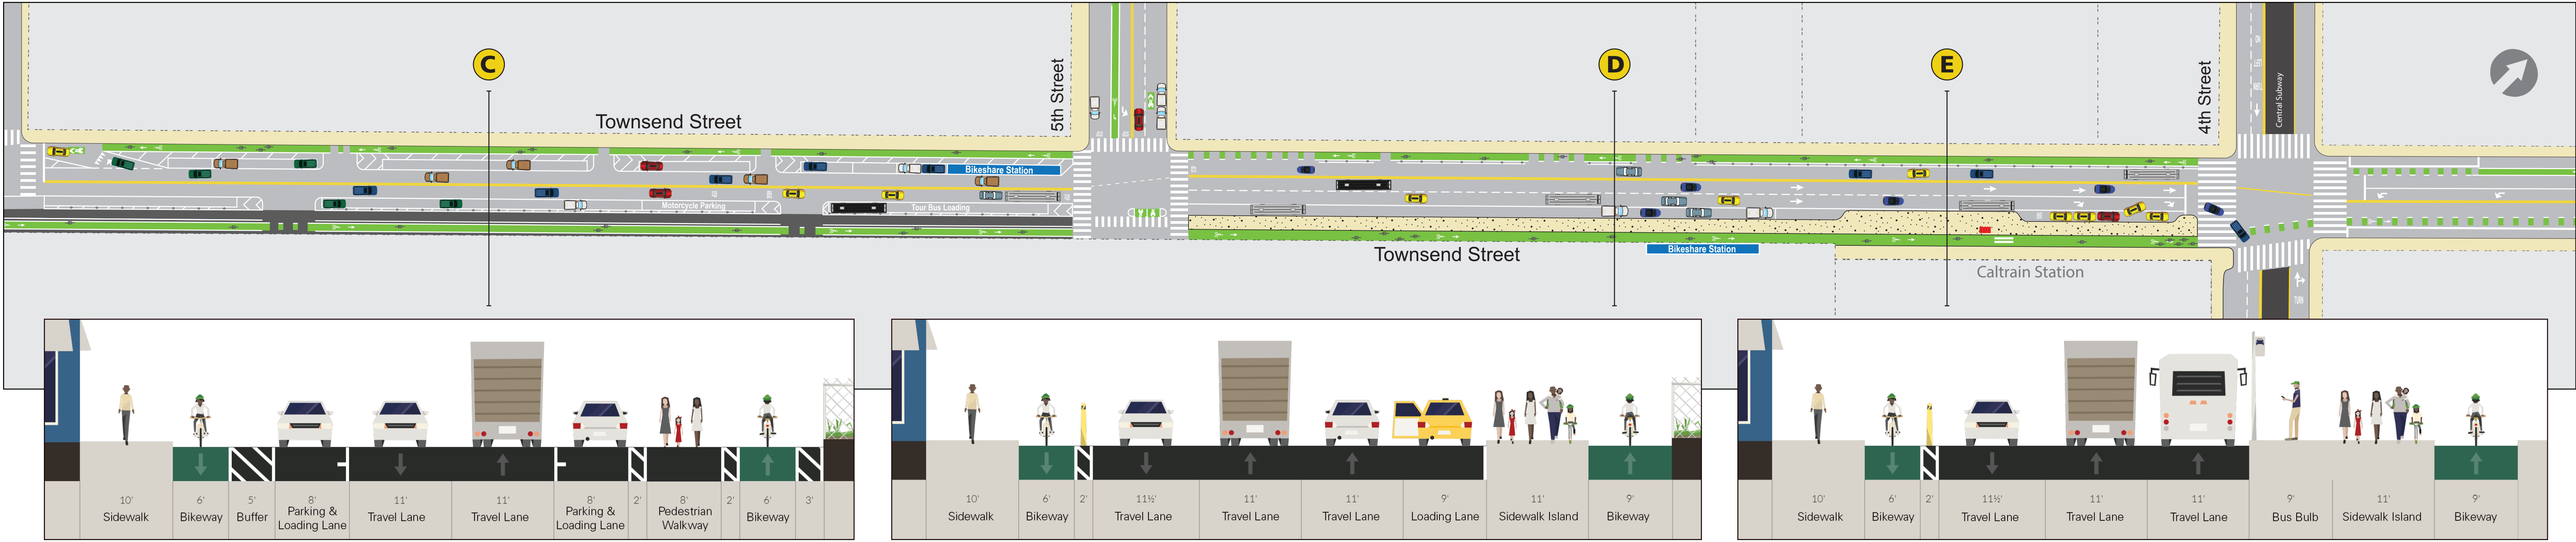 C
D
E
Townsend Street
5th Street
4th Street
Central Subway
Bikeshare Station
Motorcycle Parking
Tour Bus Loading
Townsend Street
Bikeshare Station
Caltrain Station
TURN
10' 6' 5' 8' 11' 11' 8' 2' 8' 2' 6' 3'
Sidewalk Bikeway Buffer Parking & Loading Lane Travel Lane Travel Lane Parking & Loading Lane Pedestrian Walkway Bikeway
10' 6' 2' 11½' 11' 11' 9' 11' 9'
Sidewalk Bikeway Travel Lane Travel Lane Travel Lane Loading Lane Sidewalk Island Bikeway
10' 6' 2' 11½' 11' 11' 9' 11' 9'
Sidewalk Bikeway Travel Lane Travel Lane Travel Lane Bus Bulb Sidewalk Island Bikeway